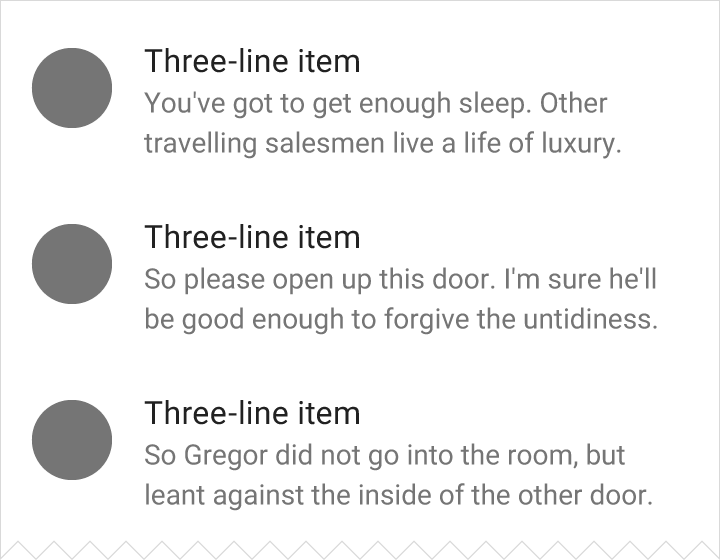 Three-line item
You've got to get enough sleep. Other
travelling salesmen live a life of luxury.
Three-line item
So please open up this door. I'm sure he'll
be good enough to forgive the untidiness.
Three-line item
So Gregor did not go into the room, but
leant against the inside of the other door.